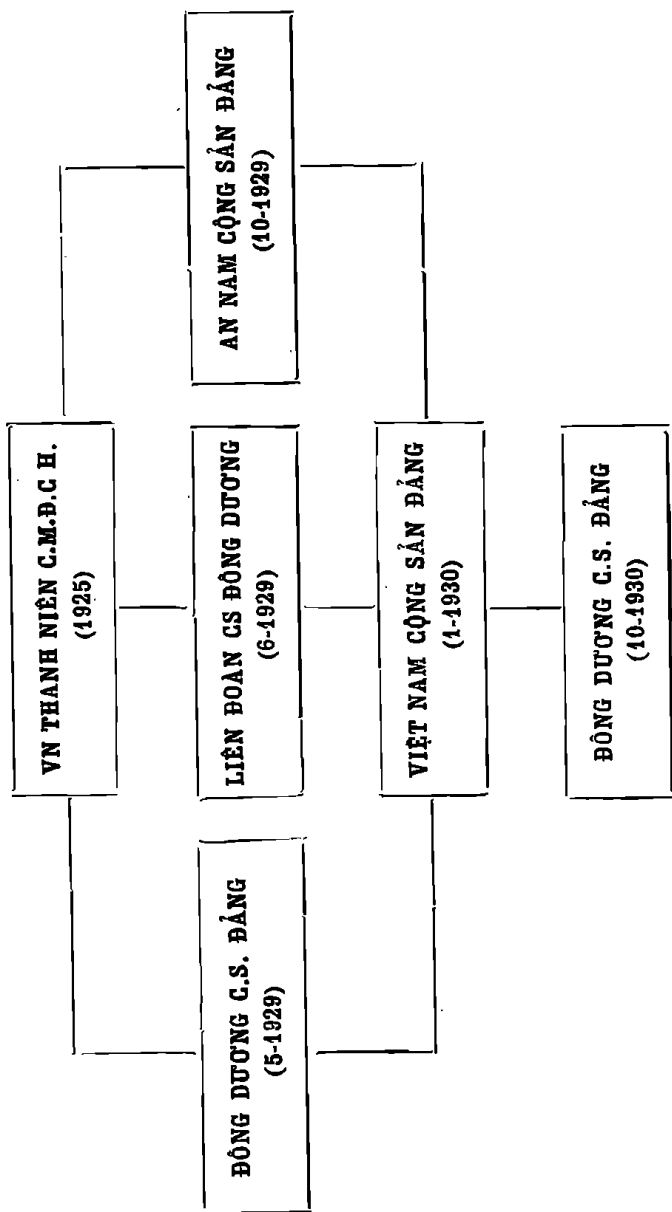 VN THANH NIÊN C.M.Đ.C H.
(1925)
ĐÔNG DƯƠNG C.S. ĐẢNG
(5-1929)
LIÊN ĐOÀN CS ĐÔNG DƯƠNG
(6-1929)
AN NAM CỘNG SẢN ĐẢNG
(10-1929)
VIỆT NAM CỘNG SẢN ĐẢNG
(1-1930)
ĐÔNG DƯƠNG C.S. ĐẢNG
(10-1930)